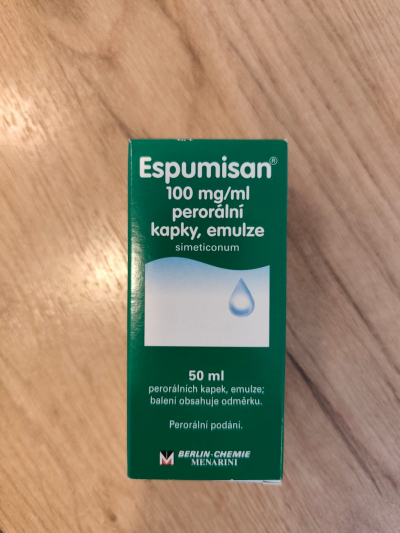 Espumisan®
100 mg/ml
perorální
kapky, emulze
simeticonum
50 ml
perorálních kapek, emulze;
balení obsahuje odměrku.
Perorální podání.
BERLIN-CHEMIE
MENARINI